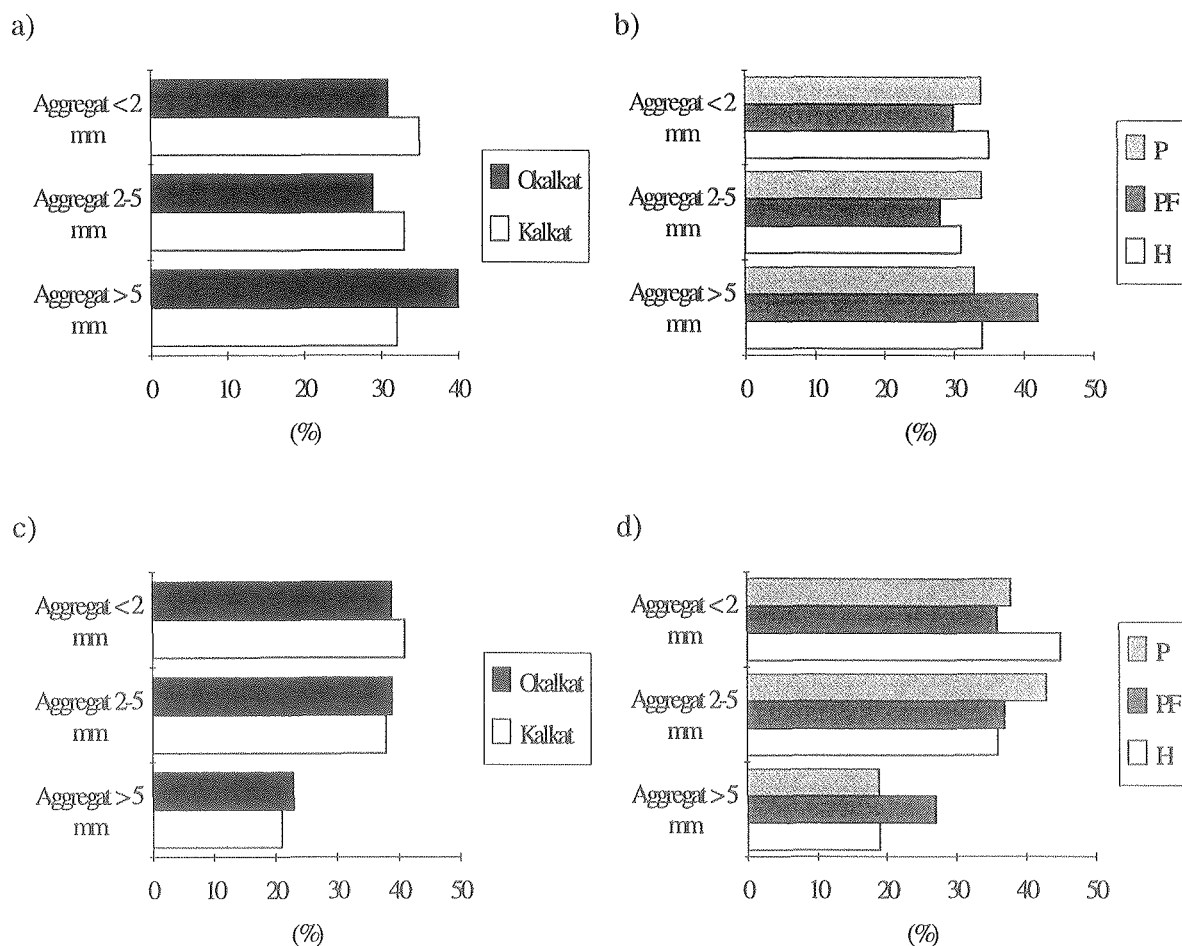 a)
Aggregat < 2
mm
Aggregat 2-5
mm
Aggregat > 5
mm
0 10 20 30 40
(%)
Okalkat
Kalkat
b)
Aggregat < 2
mm
Aggregat 2-5
mm
Aggregat > 5
mm
0 10 20 30 40 50
(%)
P
PF
H
c)
Aggregat < 2
mm
Aggregat 2-5
mm
Aggregat > 5
mm
0 10 20 30 40 50
(%)
Okalkat
Kalkat
d)
Aggregat < 2
mm
Aggregat 2-5
mm
Aggregat > 5
mm
0 10 20 30 40 50
(%)
P
PF
H